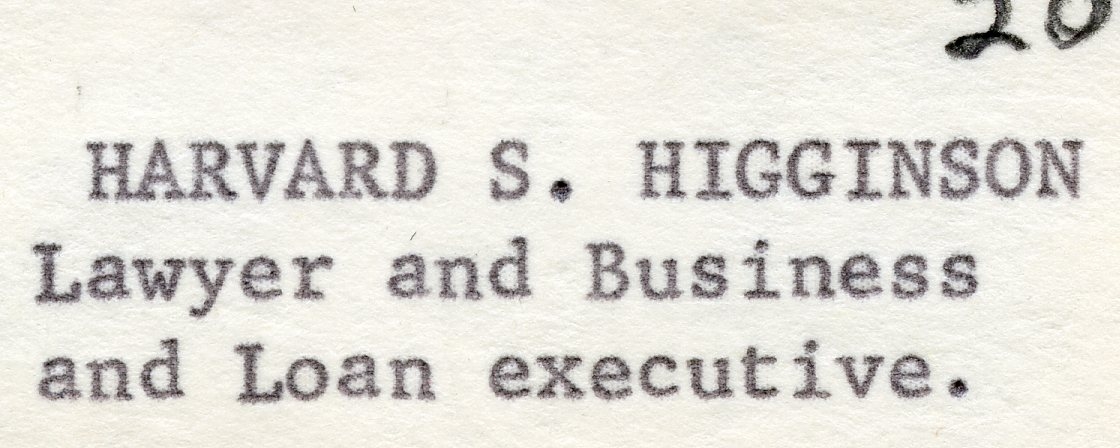 20
HARVARD S. HIGGINSON
Lawyer and Business
and Loan executive.